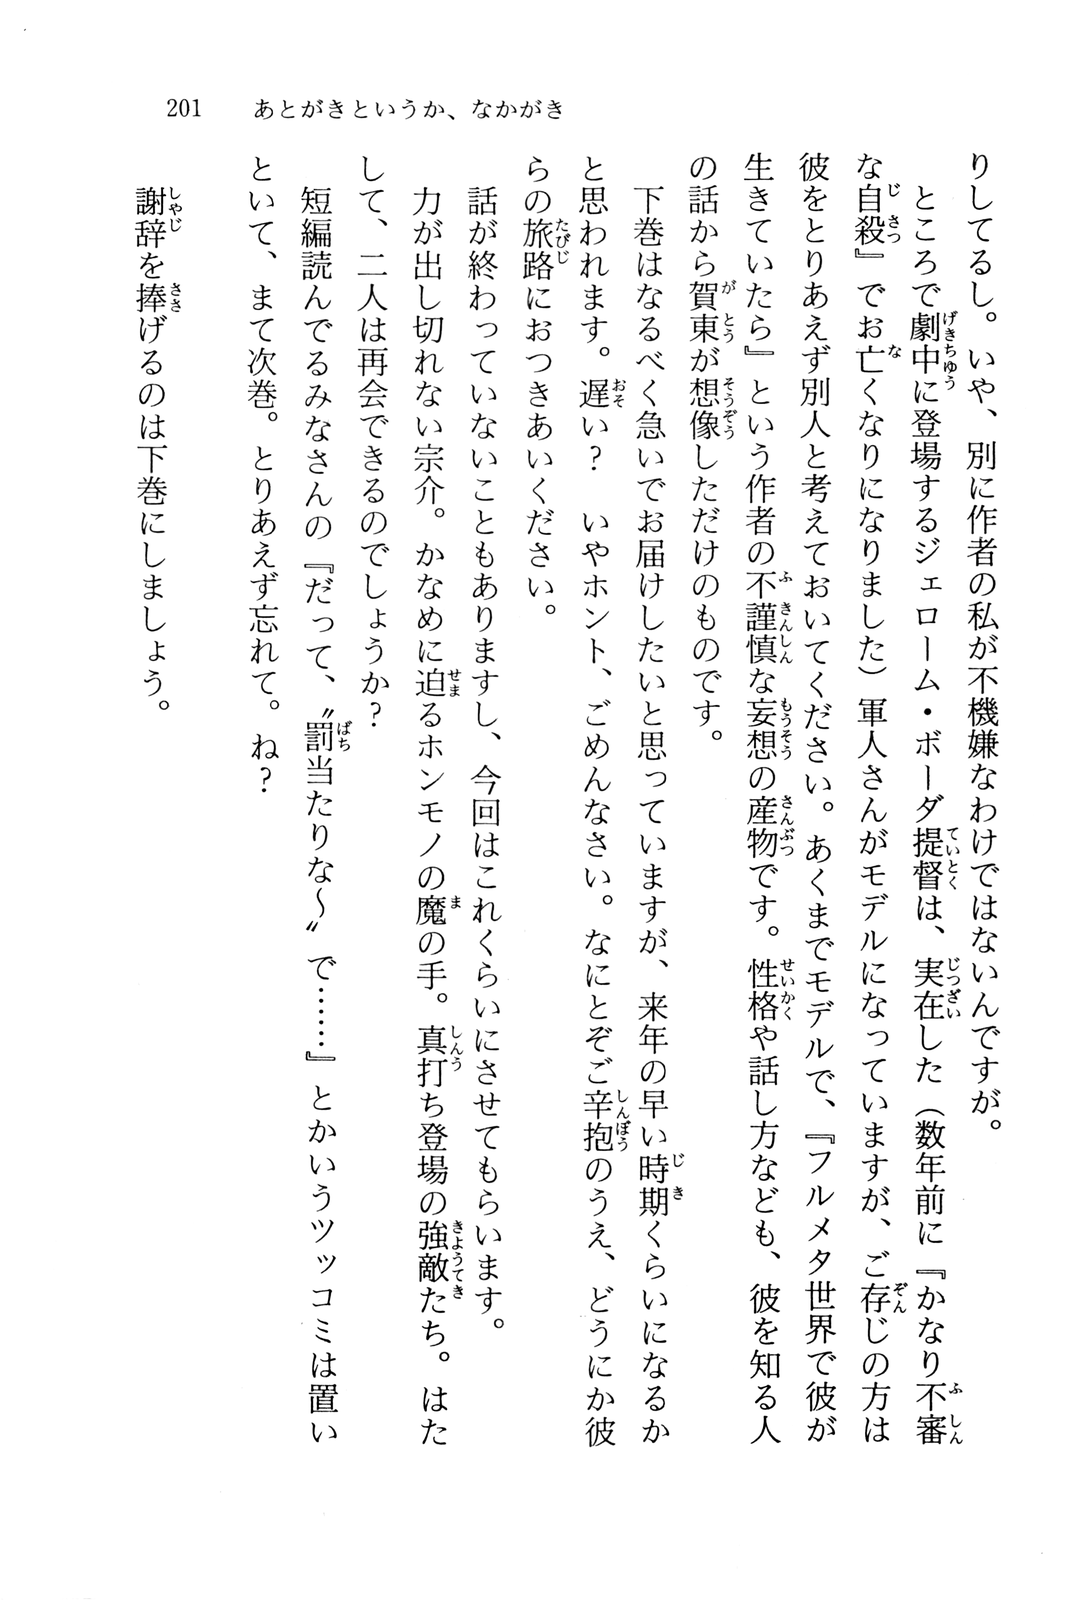 201 あとがきというか、なかがき
りしてるし。いや、別に作者の私が不機嫌なわけではないんですが。
ところで劇中に登場するジェローム・ボーダ提督は、実在した（数年前に『かなり不審
な自殺』でお亡くなりになりました）軍人さんがモデルになっていますが、ご存じの方は
彼をとりあえず別人と考えておいてください。あくまでモデルで、『フルメタ世界で彼が
生きていたら』という作者の不謹慎な妄想の産物です。性格や話し方なども、彼を知る人
の話から賀東が想像しただけのものです。
下巻はなるべく急いでお届けしたいと思っていますが、来年の早い時期くらいになるか
と思われます。遅い？　いやホント、ごめんなさい。なにとぞご辛抱のうえ、どうにか彼
らの旅路におつきあいください。
話が終わっていないこともありますし、今回はこれくらいにさせてもらいます。
力が出し切れない宗介。かなめに迫るホンモノの魔の手。真打ち登場の強敵たち。はた
して、二人は再会できるのでしょうか？
短編読んでるみなさんの『だって、〝罰当たりな～〟で……』とかいうツッコミは置い
といて、まて次巻。とりあえず忘れて。ね？
謝辞を捧げるのは下巻にしましょう。